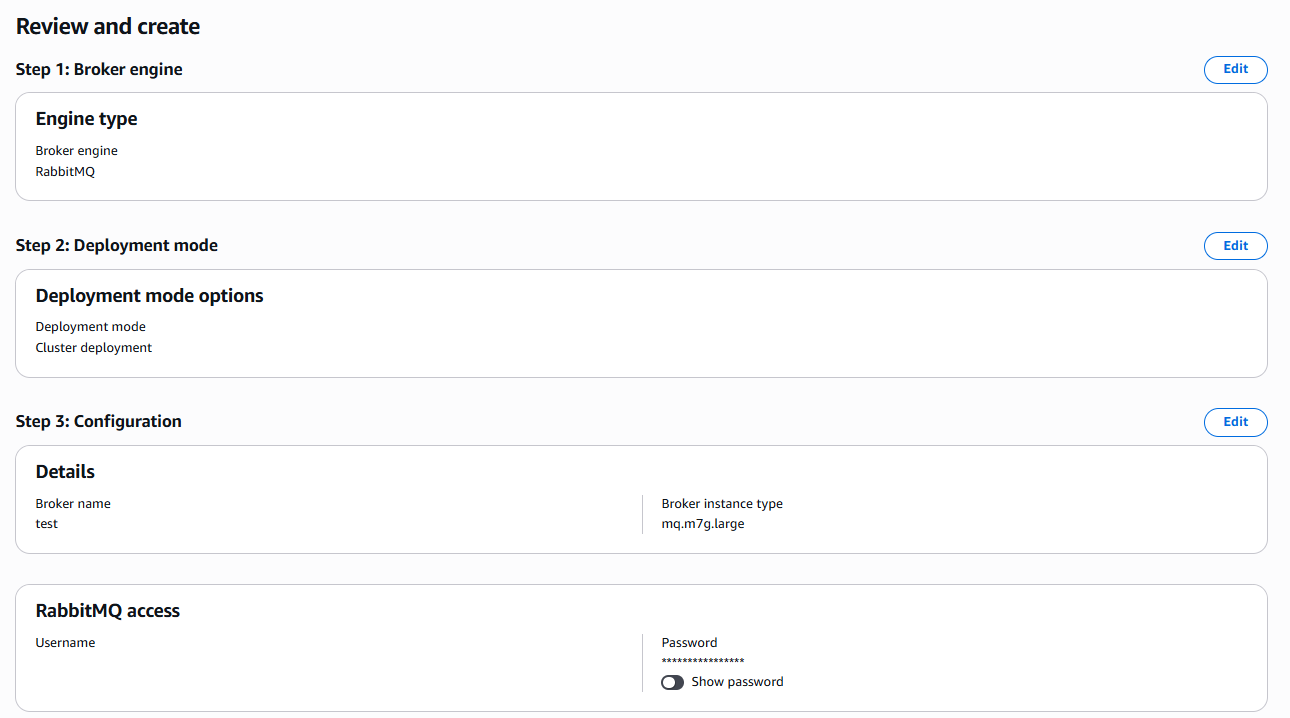 Review and create
Step 1: Broker engine
Edit
Engine type
Broker engine
RabbitMQ
Step 2: Deployment mode
Edit
Deployment mode options
Deployment mode
Cluster deployment
Step 3: Configuration
Edit
Details
Broker name
test
Broker instance type
mq.m7g.large
RabbitMQ access
Username
Password
****************
Show password